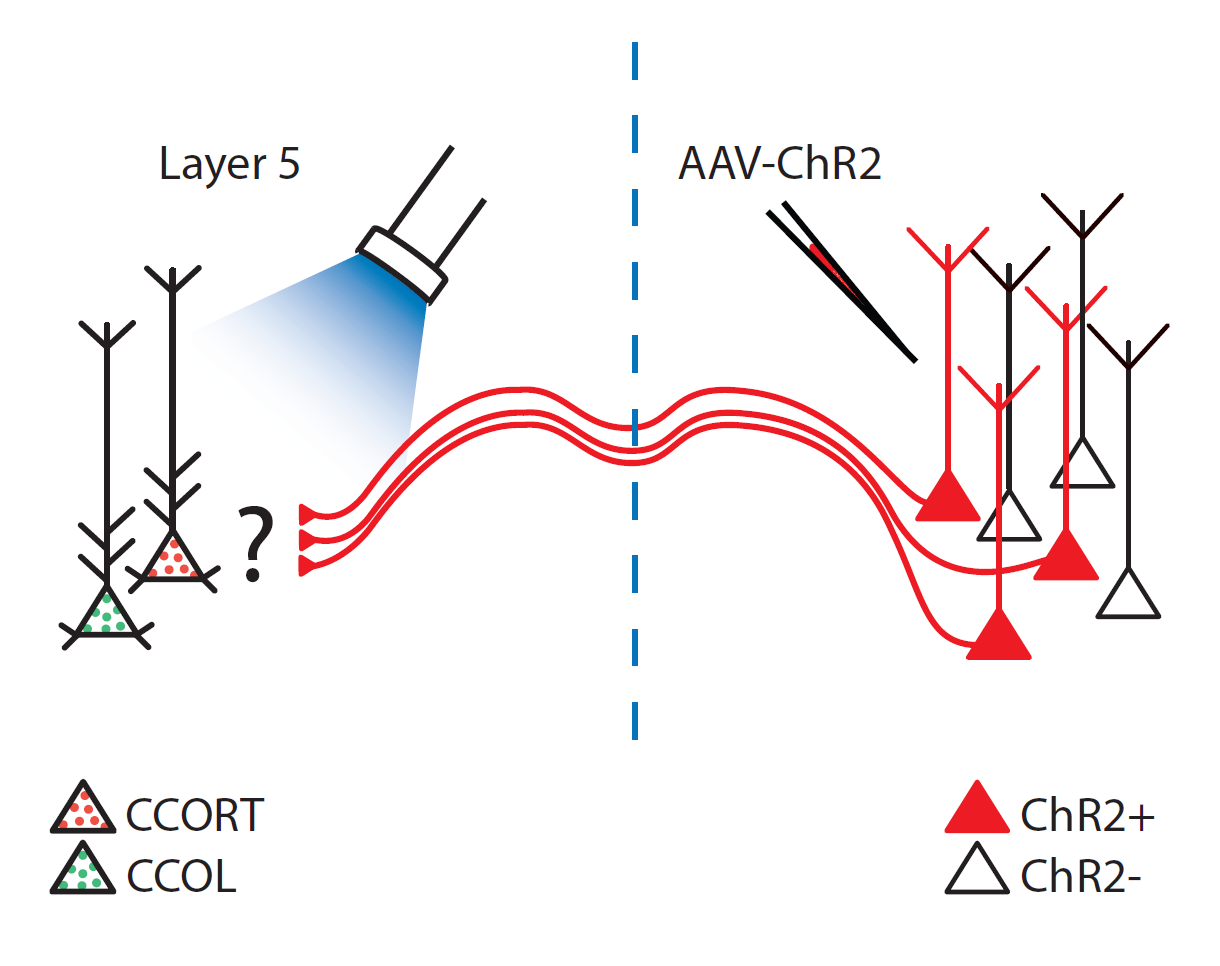 Layer 5
AAV-ChR2
?
CCORT
CCOL
ChR2+
ChR2-